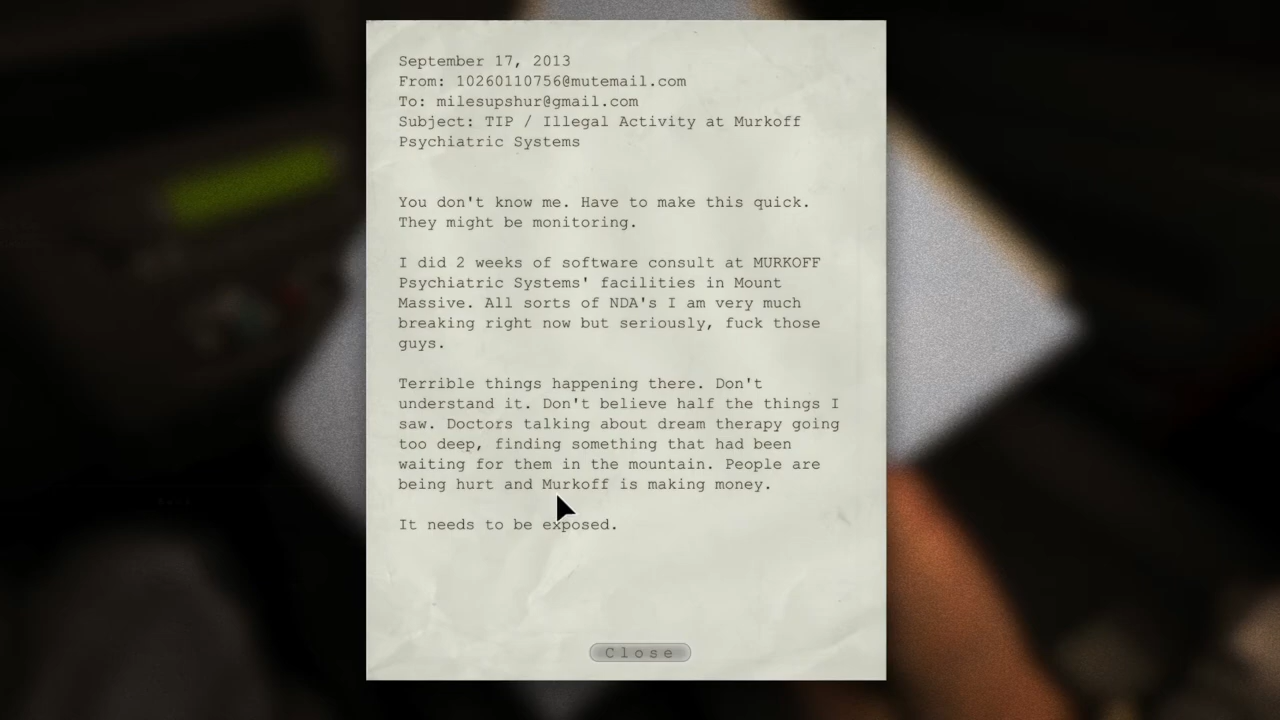 September 17, 2013
From: 10260110756@mutemail.com
To: milesupshur@gmail.com
Subject: TIP / Illegal Activity at Murkoff
Psychiatric Systems
You don't know me. Have to make this quick.
They might be monitoring.
I did 2 weeks of software consult at MURKOFF
Psychiatric Systems' facilities in Mount
Massive. All sorts of NDA's I am very much
breaking right now but seriously, fuck those
guys.
Terrible things happening there. Don't
understand it. Don't believe half the things I
saw. Doctors talking about dream therapy going
too deep, finding something that had been
waiting for them in the mountain. People are
being hurt and Murkoff is making money.
It needs to be exposed.
Close